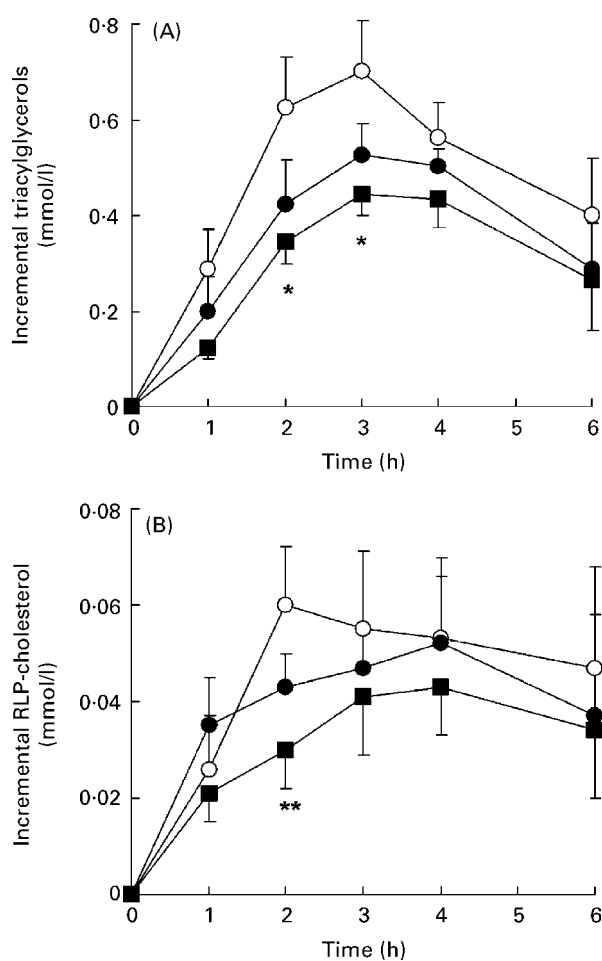 (A)
Incremental triacylglycerols
(mmol/l)
0·8
0·6
0·4
0·2
0
*
*
0 1 2 3 4 5 6
Time (h)
(B)
Incremental RLP-cholesterol
(mmol/l)
0·08
0·06
0·04
0·02
0
**
0 1 2 3 4 5 6
Time (h)